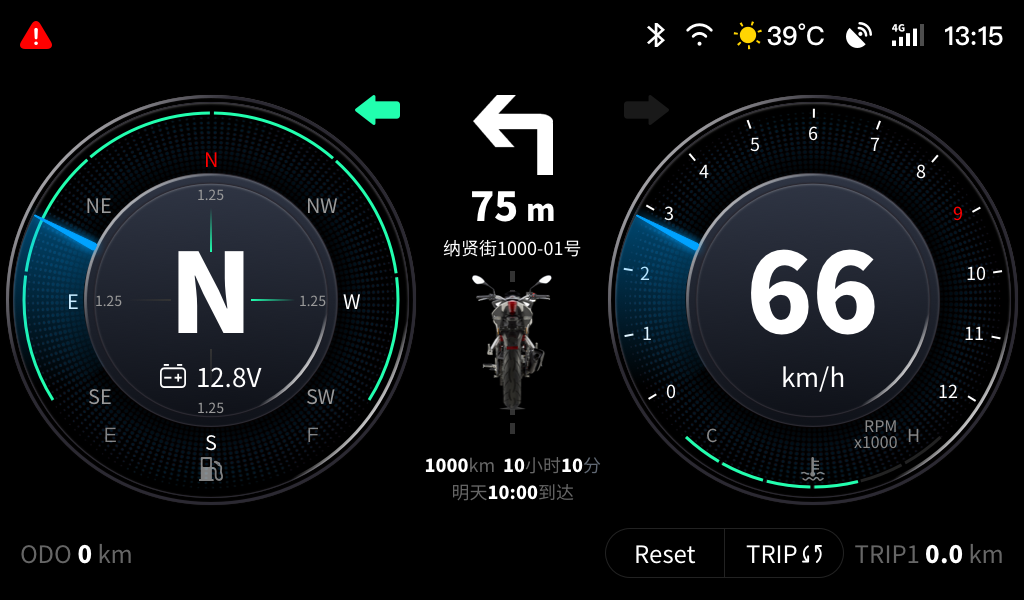 39°C 4G 13:15
75 m
纳贤街1000-01号
N
NE
NW
1.25
E
1.25
N
1.25
W
12.8V
1.25
SE
SW
E
F
S
0
1
2
3
4
5
6
7
8
9
10
11
12
66
km/h
C
RPM
x1000
H
1000km 10小时10分
明天10:00到达
ODO 0 km
Reset
TRIP
TRIP1 0.0 km